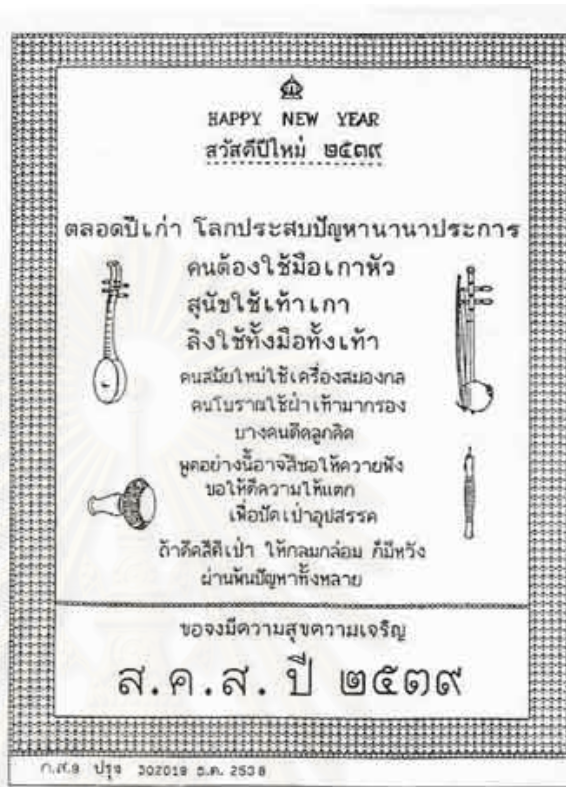 HAPPY NEW YEAR
สวัสดีปีใหม่ ๒๕๓๙
ตลอดปีเก่า โลกประสบปัญหานานาประการ
คนต้องใช้มือเกาหัว
สุนัขใช้เท้าเกา
ลิงใช้ทั้งมือทั้งเท้า
คนสมัยใหม่ใช้เครื่องสมองกล
คนโบราณใช้ฝ่าเท้ามากรอง
บางคนดีดลูกคิด
พูดอย่างนี้อาจสีซอให้ควายฟัง
ขอให้ตีความให้แตก
เพื่อปัดเป่าอุปสรรค
ถ้าดีดสีตีเป่า ให้กลมกล่อม ก็มีหวัง
ผ่านพ้นปัญหาทั้งหลาย
ขอจงมีความสุขความเจริญ
ส.ค.ส. ปี ๒๕๓๙
ก.ส.9 ปรุง 302019 ธ.ค. 2538